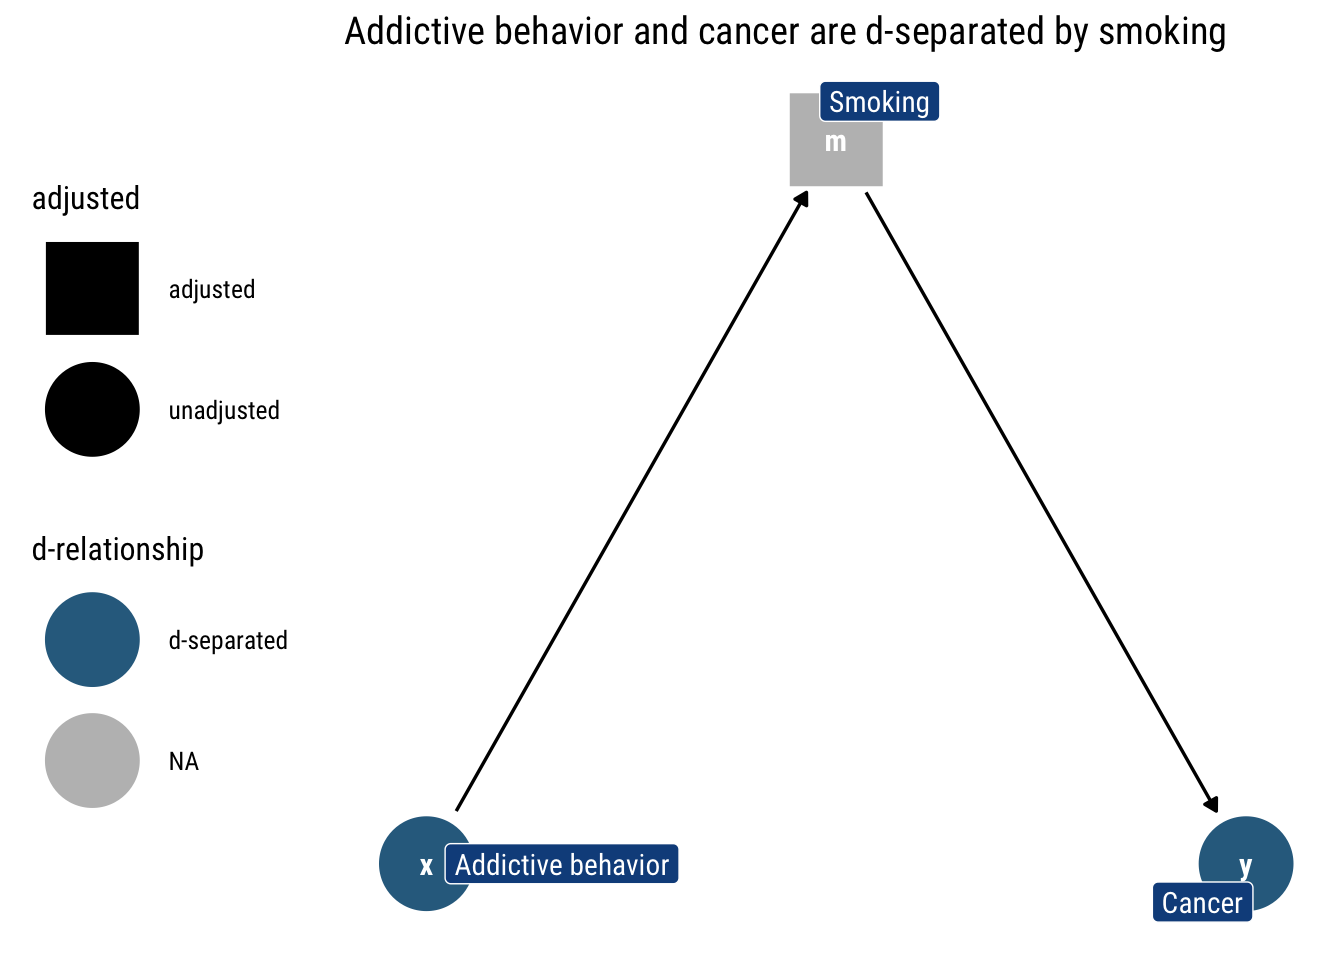 Addictive behavior and cancer are d-separated by smoking
Smoking
m
adjusted
adjusted
unadjusted
d-relationship
d-separated
NA
x
Addictive behavior
y
Cancer